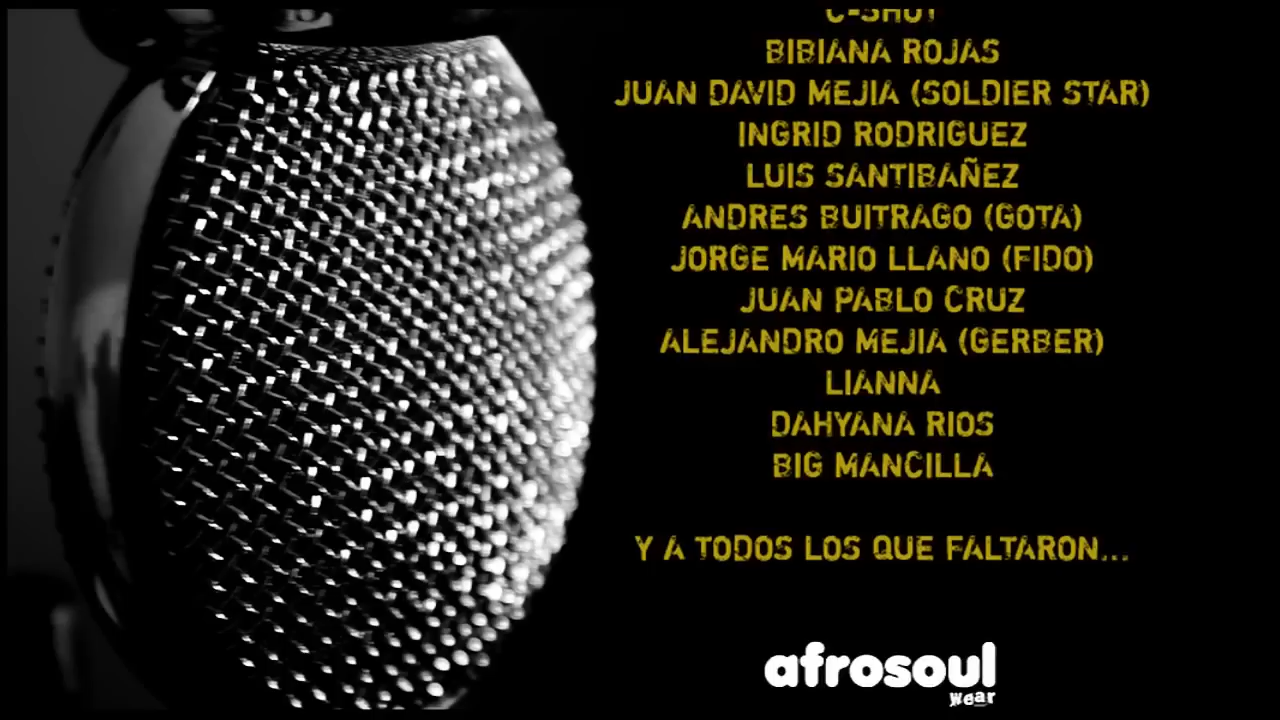 C-SHOT
BIBIANA ROJAS
JUAN DAVID MEJIA (SOLDIER STAR)
INGRID RODRIGUEZ
LUIS SANTIBAÑEZ
ANDRES BUITRAGO (GOTA)
JORGE MARIO LLANO (FIDO)
JUAN PABLO CRUZ
ALEJANDRO MEJIA (GERBER)
LIANNA
DAHYANA RIOS
BIG MANCILLA
Y A TODOS LOS QUE FALTARON...
afrosoul
wear